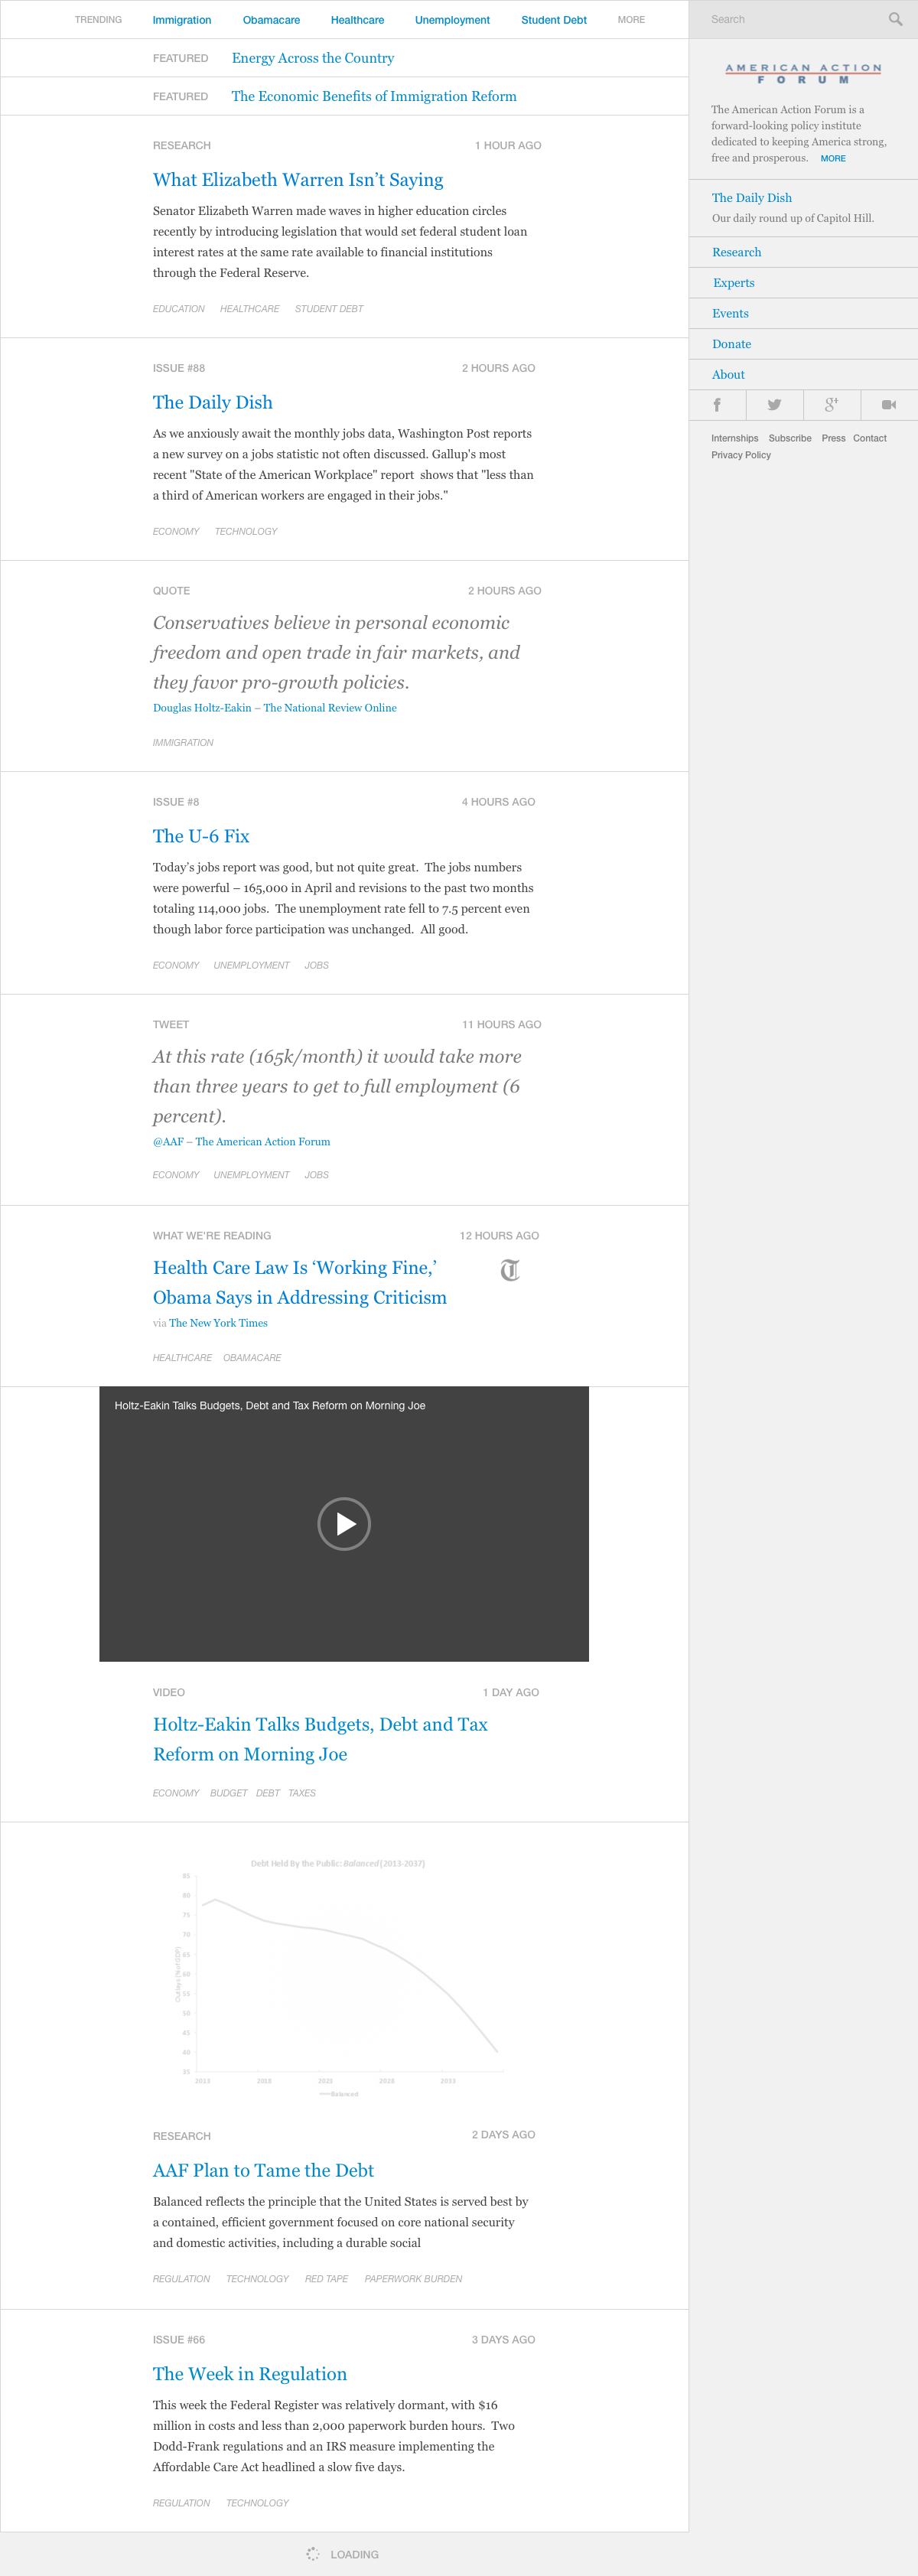 TRENDING Immigration Obamacare Healthcare Unemployment Student Debt MORE
FEATURED Energy Across the Country
FEATURED The Economic Benefits of Immigration Reform
RESEARCH 1 HOUR AGO
What Elizabeth Warren Isn’t Saying
Senator Elizabeth Warren made waves in higher education circles
recently by introducing legislation that would set federal student loan
interest rates at the same rate available to financial institutions
through the Federal Reserve.
EDUCATION HEALTHCARE STUDENT DEBT
ISSUE #88 2 HOURS AGO
The Daily Dish
As we anxiously await the monthly jobs data, Washington Post reports
a new survey on a jobs statistic not often discussed. Gallup's most
recent "State of the American Workplace" report  shows that "less than
a third of American workers are engaged in their jobs."
ECONOMY TECHNOLOGY
QUOTE 2 HOURS AGO
Conservatives believe in personal economic
freedom and open trade in fair markets, and
they favor pro-growth policies.
Douglas Holtz-Eakin – The National Review Online
IMMIGRATION
ISSUE #8 4 HOURS AGO
The U-6 Fix
Today's jobs report was good, but not quite great.  The jobs numbers
were powerful – 165,000 in April and revisions to the past two months
totaling 114,000 jobs.  The unemployment rate fell to 7.5 percent even
though labor force participation was unchanged.  All good.
ECONOMY UNEMPLOYMENT JOBS
TWEET 11 HOURS AGO
At this rate (165k/month) it would take more
than three years to get to full employment (6
percent).
@AAF – The American Action Forum
ECONOMY UNEMPLOYMENT JOBS
WHAT WE'RE READING 12 HOURS AGO
Health Care Law Is ‘Working Fine,’
Obama Says in Addressing Criticism
T
via The New York Times
HEALTHCARE OBAMACARE
Holtz-Eakin Talks Budgets, Debt and Tax Reform on Morning Joe
VIDEO 1 DAY AGO
Holtz-Eakin Talks Budgets, Debt and Tax
Reform on Morning Joe
ECONOMY BUDGET DEBT TAXES
Debt Held By the Public: Balanced (2013-2037)
Outlays (% of GDP)
85
80
75
70
65
60
55
50
45
40
35
2013 2018 2023 2028 2033
Balanced
RESEARCH 2 DAYS AGO
AAF Plan to Tame the Debt
Balanced reflects the principle that the United States is served best by
a contained, efficient government focused on core national security
and domestic activities, including a durable social
REGULATION TECHNOLOGY RED TAPE PAPERWORK BURDEN
ISSUE #66 3 DAYS AGO
The Week in Regulation
This week the Federal Register was relatively dormant, with $16
million in costs and less than 2,000 paperwork burden hours.  Two
Dodd-Frank regulations and an IRS measure implementing the
Affordable Care Act headlined a slow five days.
REGULATION TECHNOLOGY
LOADING
Search
AMERICAN ACTION
FORUM
The American Action Forum is a
forward-looking policy institute
dedicated to keeping America strong,
free and prosperous. MORE
The Daily Dish
Our daily round up of Capitol Hill.
Research
Experts
Events
Donate
About
f g+
Internships Subscribe Press Contact
Privacy Policy